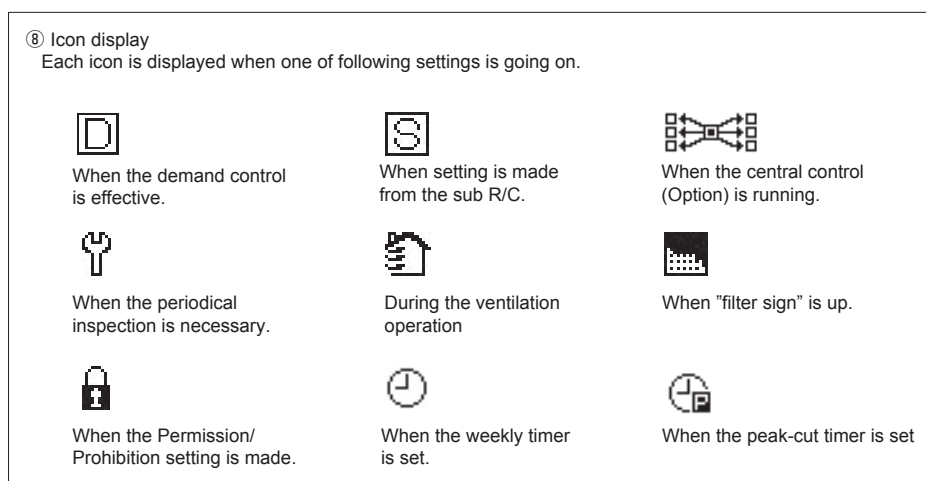 ⑧ Icon display
Each icon is displayed when one of following settings is going on.
D
S
When the demand control
is effective.
When setting is made
from the sub R/C.
When the central control
(Option) is running.
When the periodical
inspection is necessary.
During the ventilation
operation
When ”filter sign” is up.
P
When the Permission/
Prohibition setting is made.
When the weekly timer
is set.
When the peak-cut timer is set